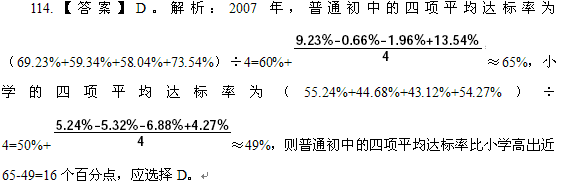 114.【答案】D。解析：2007 年，普通初中的四项平均达标率为
（69.23%+59.34%+58.04%+73.54%）÷4=60%+ 9.23%-0.66%-1.96%+13.54% / 4 ≈65%，小
学的四项平均达标率为（55.24%+44.68%+43.12%+54.27%）÷
4=50%+ 5.24%-5.32%-6.88%+4.27% / 4 ≈49%，则普通初中的四项平均达标率比小学高出近
65-49=16 个百分点，应选择 D。